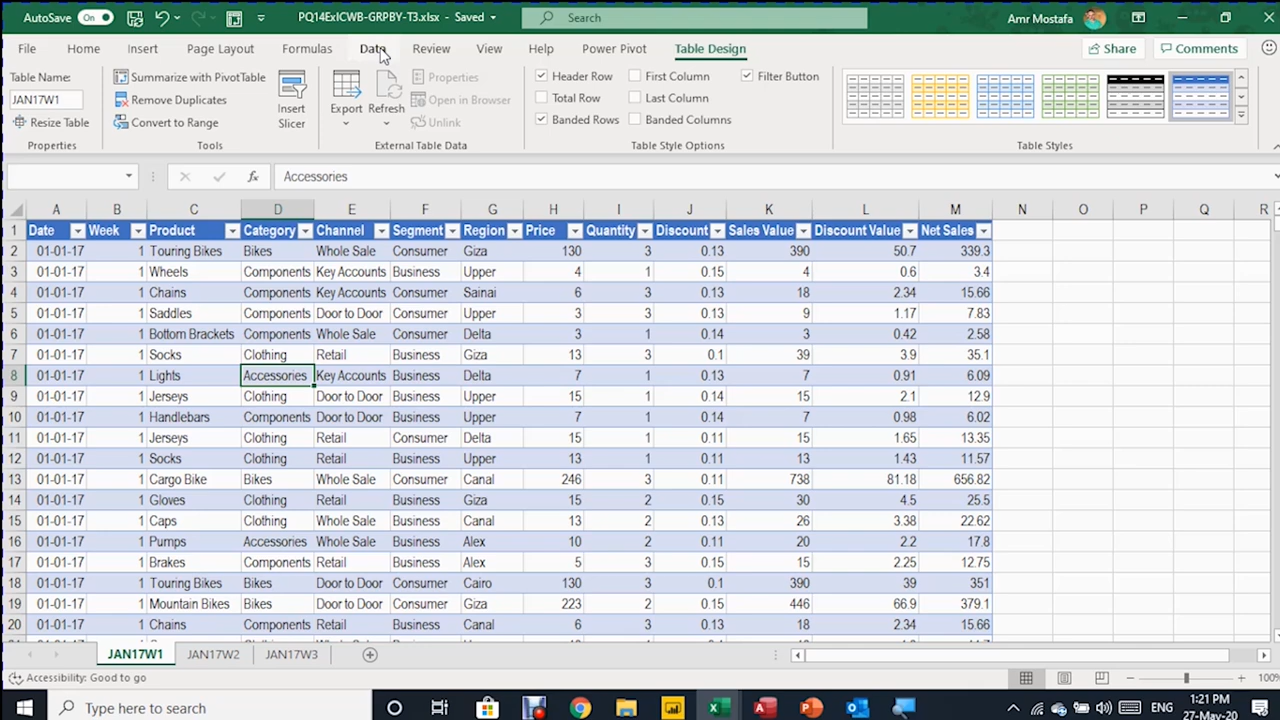 AutoSave On PQ14ExICWB-GRPBY-T3.xlsx - Saved Search Amr Mostafa
File Home Insert Page Layout Formulas Data Review View Help Power Pivot Table Design Share Comments
Table Name:
JAN17W1
Resize Table
Properties
Summarize with PivotTable
Remove Duplicates
Convert to Range
Tools
Insert
Slicer
Export
Refresh
Properties
Open in Browser
Unlink
External Table Data
Header Row First Column Filter Button
Total Row Last Column
Banded Rows Banded Columns
Table Style Options
Table Styles
fx Accessories
A B C D E F G H I J K L M N O P Q R
1 Date Week Product Category Channel Segment Region Price Quantity Discount Sales Value Discount Value Net Sales
2 01-01-17 1 Touring Bikes Bikes Whole Sale Consumer Giza 130 3 0.13 390 50.7 339.3
3 01-01-17 1 Wheels Components Key Accounts Business Upper 4 1 0.15 4 0.6 3.4
4 01-01-17 1 Chains Components Key Accounts Consumer Sainai 6 3 0.13 18 2.34 15.66
5 01-01-17 1 Saddles Components Door to Door Consumer Upper 3 3 0.13 9 1.17 7.83
6 01-01-17 1 Bottom Brackets Components Whole Sale Consumer Delta 3 1 0.14 3 0.42 2.58
7 01-01-17 1 Socks Clothing Retail Business Giza 13 3 0.1 39 3.9 35.1
8 01-01-17 1 Lights Accessories Key Accounts Business Delta 7 1 0.13 7 0.91 6.09
9 01-01-17 1 Jerseys Clothing Door to Door Consumer Upper 15 1 0.14 15 2.1 12.9
10 01-01-17 1 Handlebars Components Door to Door Business Upper 7 1 0.14 7 0.98 6.02
11 01-01-17 1 Jerseys Clothing Retail Consumer Delta 15 1 0.11 15 1.65 13.35
12 01-01-17 1 Socks Clothing Retail Business Upper 13 1 0.11 13 1.43 11.57
13 01-01-17 1 Cargo Bike Bikes Whole Sale Consumer Canal 246 3 0.11 738 81.18 656.82
14 01-01-17 1 Gloves Clothing Retail Business Giza 15 2 0.15 30 4.5 25.5
15 01-01-17 1 Caps Clothing Whole Sale Business Canal 13 2 0.13 26 3.38 22.62
16 01-01-17 1 Pumps Accessories Whole Sale Business Alex 10 2 0.11 20 2.2 17.8
17 01-01-17 1 Brakes Components Retail Business Alex 5 3 0.15 15 2.25 12.75
18 01-01-17 1 Touring Bikes Bikes Door to Door Consumer Cairo 130 3 0.1 390 39 351
19 01-01-17 1 Mountain Bikes Bikes Door to Door Consumer Giza 223 2 0.15 446 66.9 379.1
20 01-01-17 1 Chains Components Retail Business Canal 6 3 0.13 18 2.34 15.66
JAN17W1 JAN17W2 JAN17W3
Accessibility: Good to go 100%
Type here to search ENG 1:21 PM
27-May-20